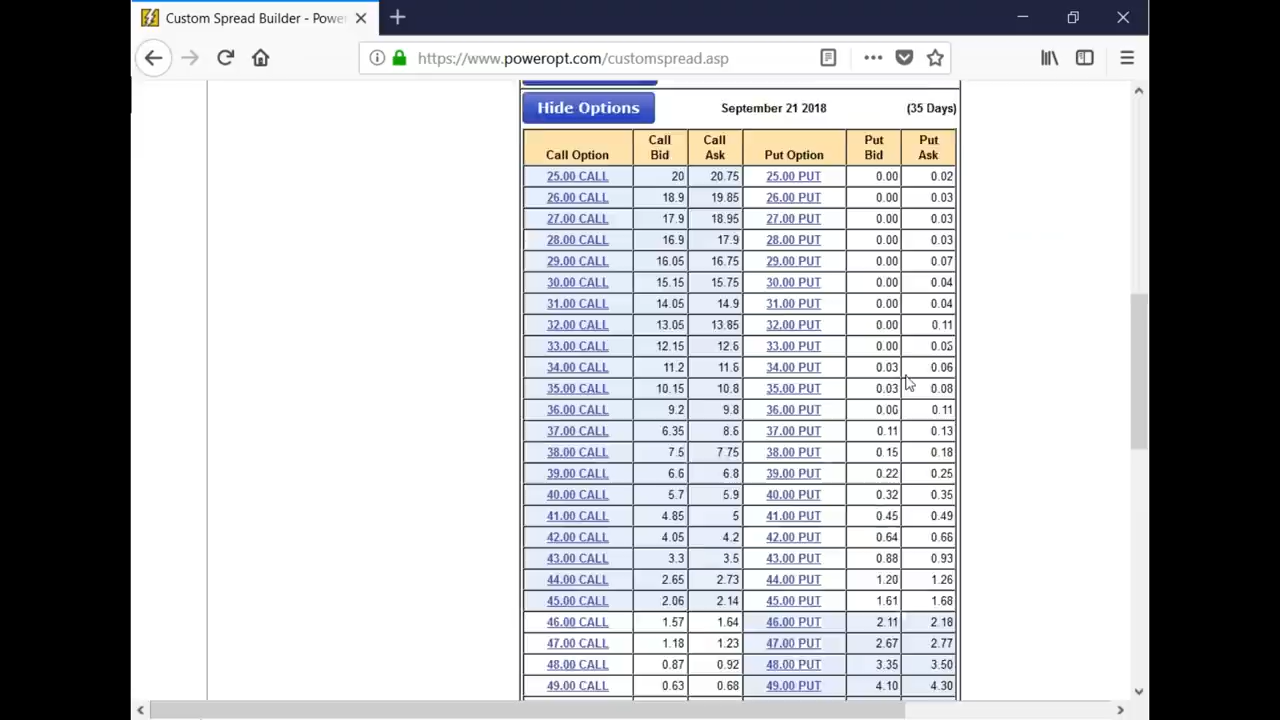 Custom Spread Builder - Powe
https://www.poweropt.com/customspread.asp
Hide Options September 21 2018 (35 Days)
Call Option Call Bid Call Ask Put Option Put Bid Put Ask
25.00 CALL 20 20.75 25.00 PUT 0.00 0.02
26.00 CALL 18.9 19.85 26.00 PUT 0.00 0.03
27.00 CALL 17.9 18.95 27.00 PUT 0.00 0.03
28.00 CALL 16.9 17.9 28.00 PUT 0.00 0.03
29.00 CALL 16.05 16.75 29.00 PUT 0.00 0.07
30.00 CALL 15.15 15.75 30.00 PUT 0.00 0.04
31.00 CALL 14.05 14.9 31.00 PUT 0.00 0.04
32.00 CALL 13.05 13.85 32.00 PUT 0.00 0.11
33.00 CALL 12.15 12.6 33.00 PUT 0.00
34.00 CALL 11.2 11.6 34.00 PUT 0.03 0.06
35.00 CALL 10.15 10.8 35.00 PUT 0.03 0.08
36.00 CALL 9.2 9.8 36.00 PUT 0.06 0.11
37.00 CALL 6.35 8.6 37.00 PUT 0.11 0.13
38.00 CALL 7.5 7.75 38.00 PUT 0.15 0.18
39.00 CALL 6.6 6.8 39.00 PUT 0.22 0.25
40.00 CALL 5.7 5.9 40.00 PUT 0.32 0.35
41.00 CALL 4.85 5 41.00 PUT 0.45 0.49
42.00 CALL 4.05 4.2 42.00 PUT 0.64 0.66
43.00 CALL 3.3 3.5 43.00 PUT 0.88 0.93
44.00 CALL 2.65 2.73 44.00 PUT 1.20 1.26
45.00 CALL 2.06 2.14 45.00 PUT 1.61 1.68
46.00 CALL 1.57 1.64 46.00 PUT 2.11 2.18
47.00 CALL 1.18 1.23 47.00 PUT 2.67 2.77
48.00 CALL 0.87 0.92 48.00 PUT 3.35 3.50
49.00 CALL 0.63 0.68 49.00 PUT 4.10 4.30